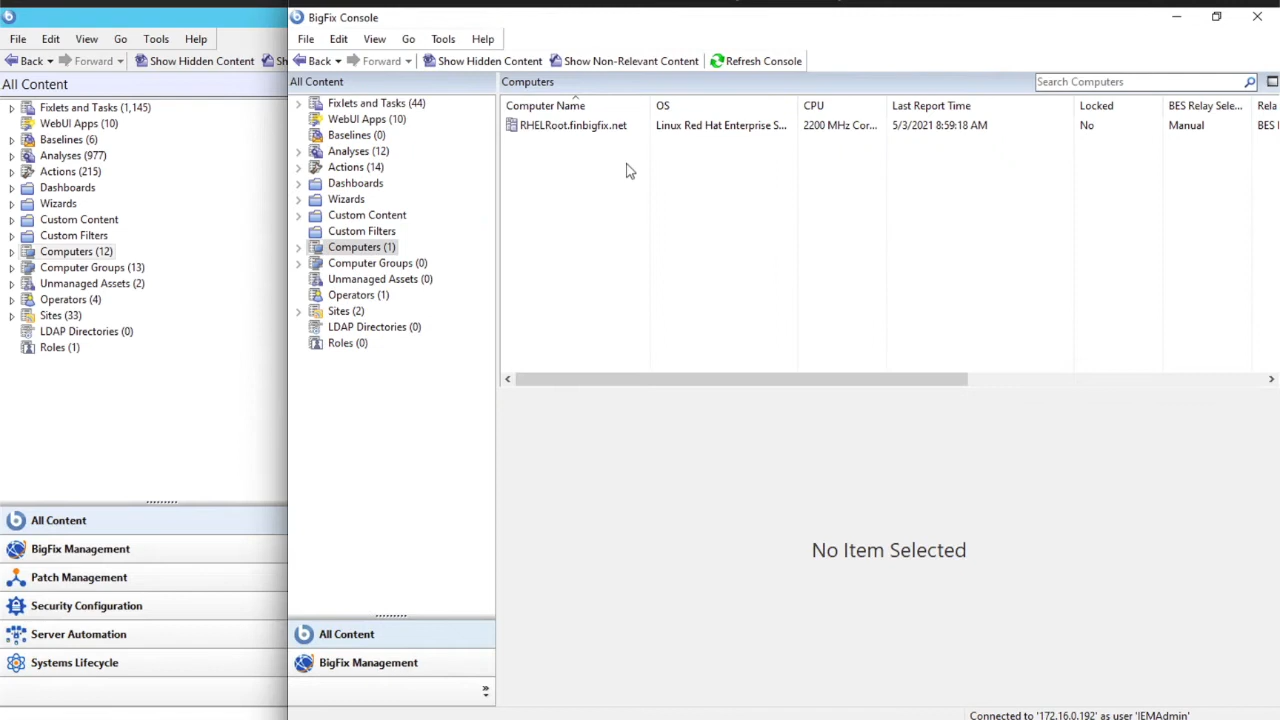 File Edit View Go Tools Help
Back Forward Show Hidden Content Sh
All Content
Fixlets and Tasks (1,145)
WebUI Apps (10)
Baselines (6)
Analyses (977)
Actions (215)
Dashboards
Wizards
Custom Content
Custom Filters
Computers (12)
Computer Groups (13)
Unmanaged Assets (2)
Operators (4)
Sites (33)
LDAP Directories (0)
Roles (1)
All Content
BigFix Management
Patch Management
Security Configuration
Server Automation
Systems Lifecycle
BigFix Console
File Edit View Go Tools Help
Back Forward Show Hidden Content Show Non-Relevant Content Refresh Console
All Content
Fixlets and Tasks (44)
WebUI Apps (10)
Baselines (0)
Analyses (12)
Actions (14)
Dashboards
Wizards
Custom Content
Custom Filters
Computers (1)
Computer Groups (0)
Unmanaged Assets (0)
Operators (1)
Sites (2)
LDAP Directories (0)
Roles (0)
All Content
BigFix Management
Computers Search Computers
Computer Name OS CPU Last Report Time Locked BES Relay Sele... Rela
RHELRoot.finbigfix.net Linux Red Hat Enterprise S... 2200 MHz Cor... 5/3/2021 8:59:18 AM No Manual BES
No Item Selected
Connected to '172.16.0.192' as user 'IEMAdmin'